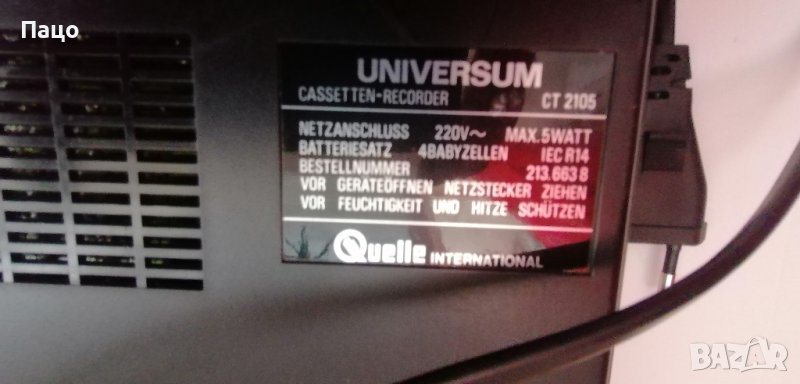 Пацо
UNIVERSUM
CASSETTEN-RECORDER CT 2105
NETZANSCHLUSS 220V~ MAX.5WATT
BATTERIESATZ 4BABYZELLEN IEC R14
BESTELLNUMMER 213.663 8
VOR GERATEÖFFNEN NETZSTECKER ZIEHEN
VOR FEUCHTIGKEIT UND HITZE SCHÜTZEN
Quelle INTERNATIONAL
BAZAR